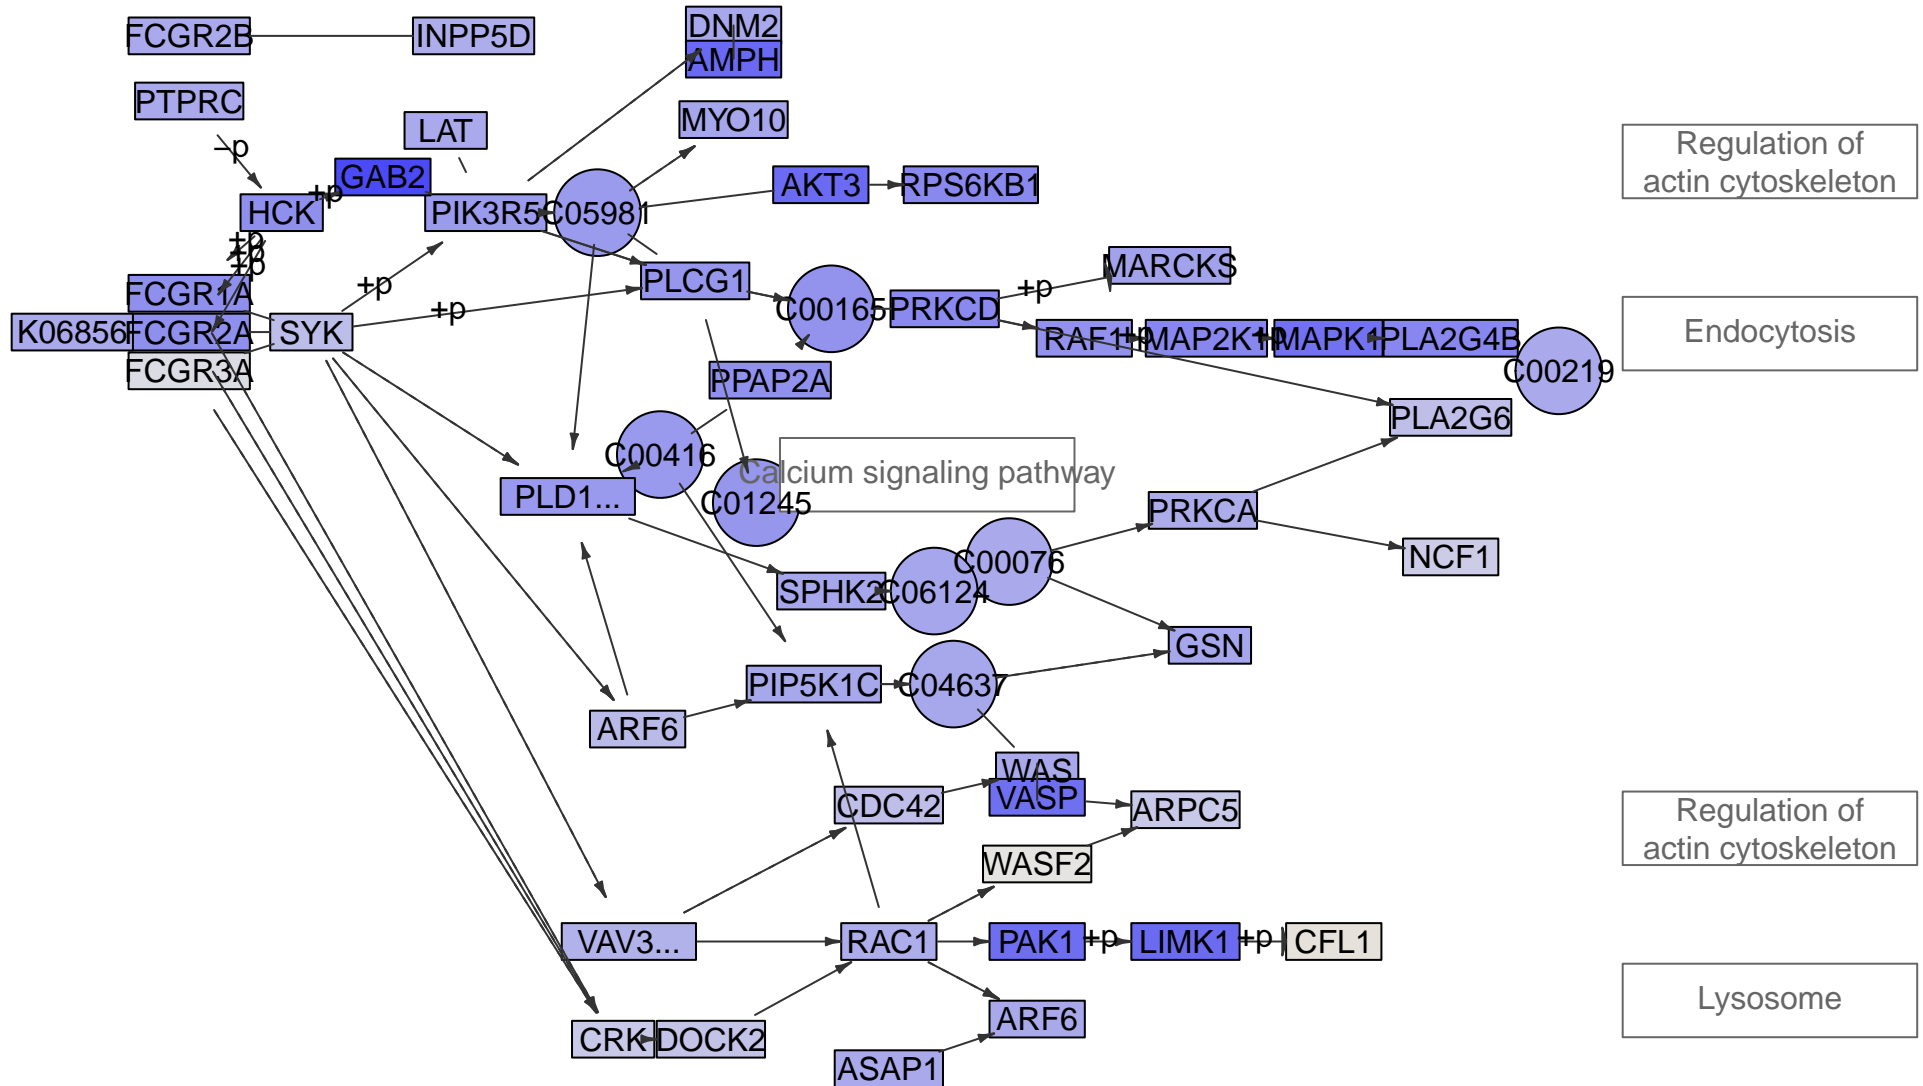 FCGR2B
INPP5D
DNM2
AMPH
PTPRC
LAT
MYO10
Regulation of
actin cytoskeleton
−p
GAB2
+p
AKT3
RPS6KB1
HCK
PIK3R5
C05981
+p
+p
+p
MARCKS
FCGR1A
+p
PLCG1
+p
C00165
PRKCD
+p
K06856
FCGR2A
SYK
RAF1
+p
MAP2K1
+p
MAPK1
PLA2G4B
Endocytosis
FCGR3A
PPAP2A
C00219
PLA2G6
C00416
Calcium signaling pathway
PLD1...
C01245
PRKCA
C00076
NCF1
SPHK2
C06124
GSN
PIP5K1C
C04637
ARF6
WAS
VASP
CDC42
ARPC5
Regulation of
actin cytoskeleton
WASF2
VAV3...
RAC1
PAK1
+p
LIMK1
+p
CFL1
Lysosome
ARF6
CRK
DOCK2
ASAP1